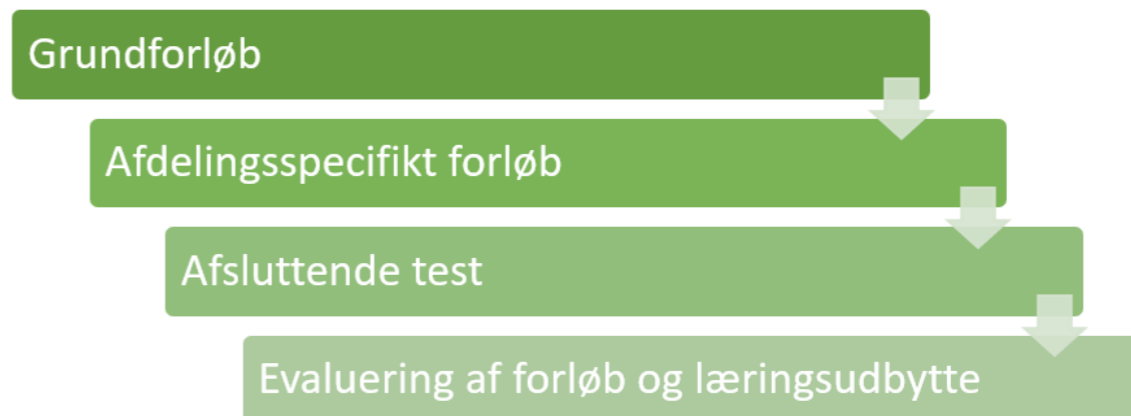 Grundforløb
Afdelingsspecifikt forløb
Afsluttende test
Evaluering af forløb og læringsudbytte